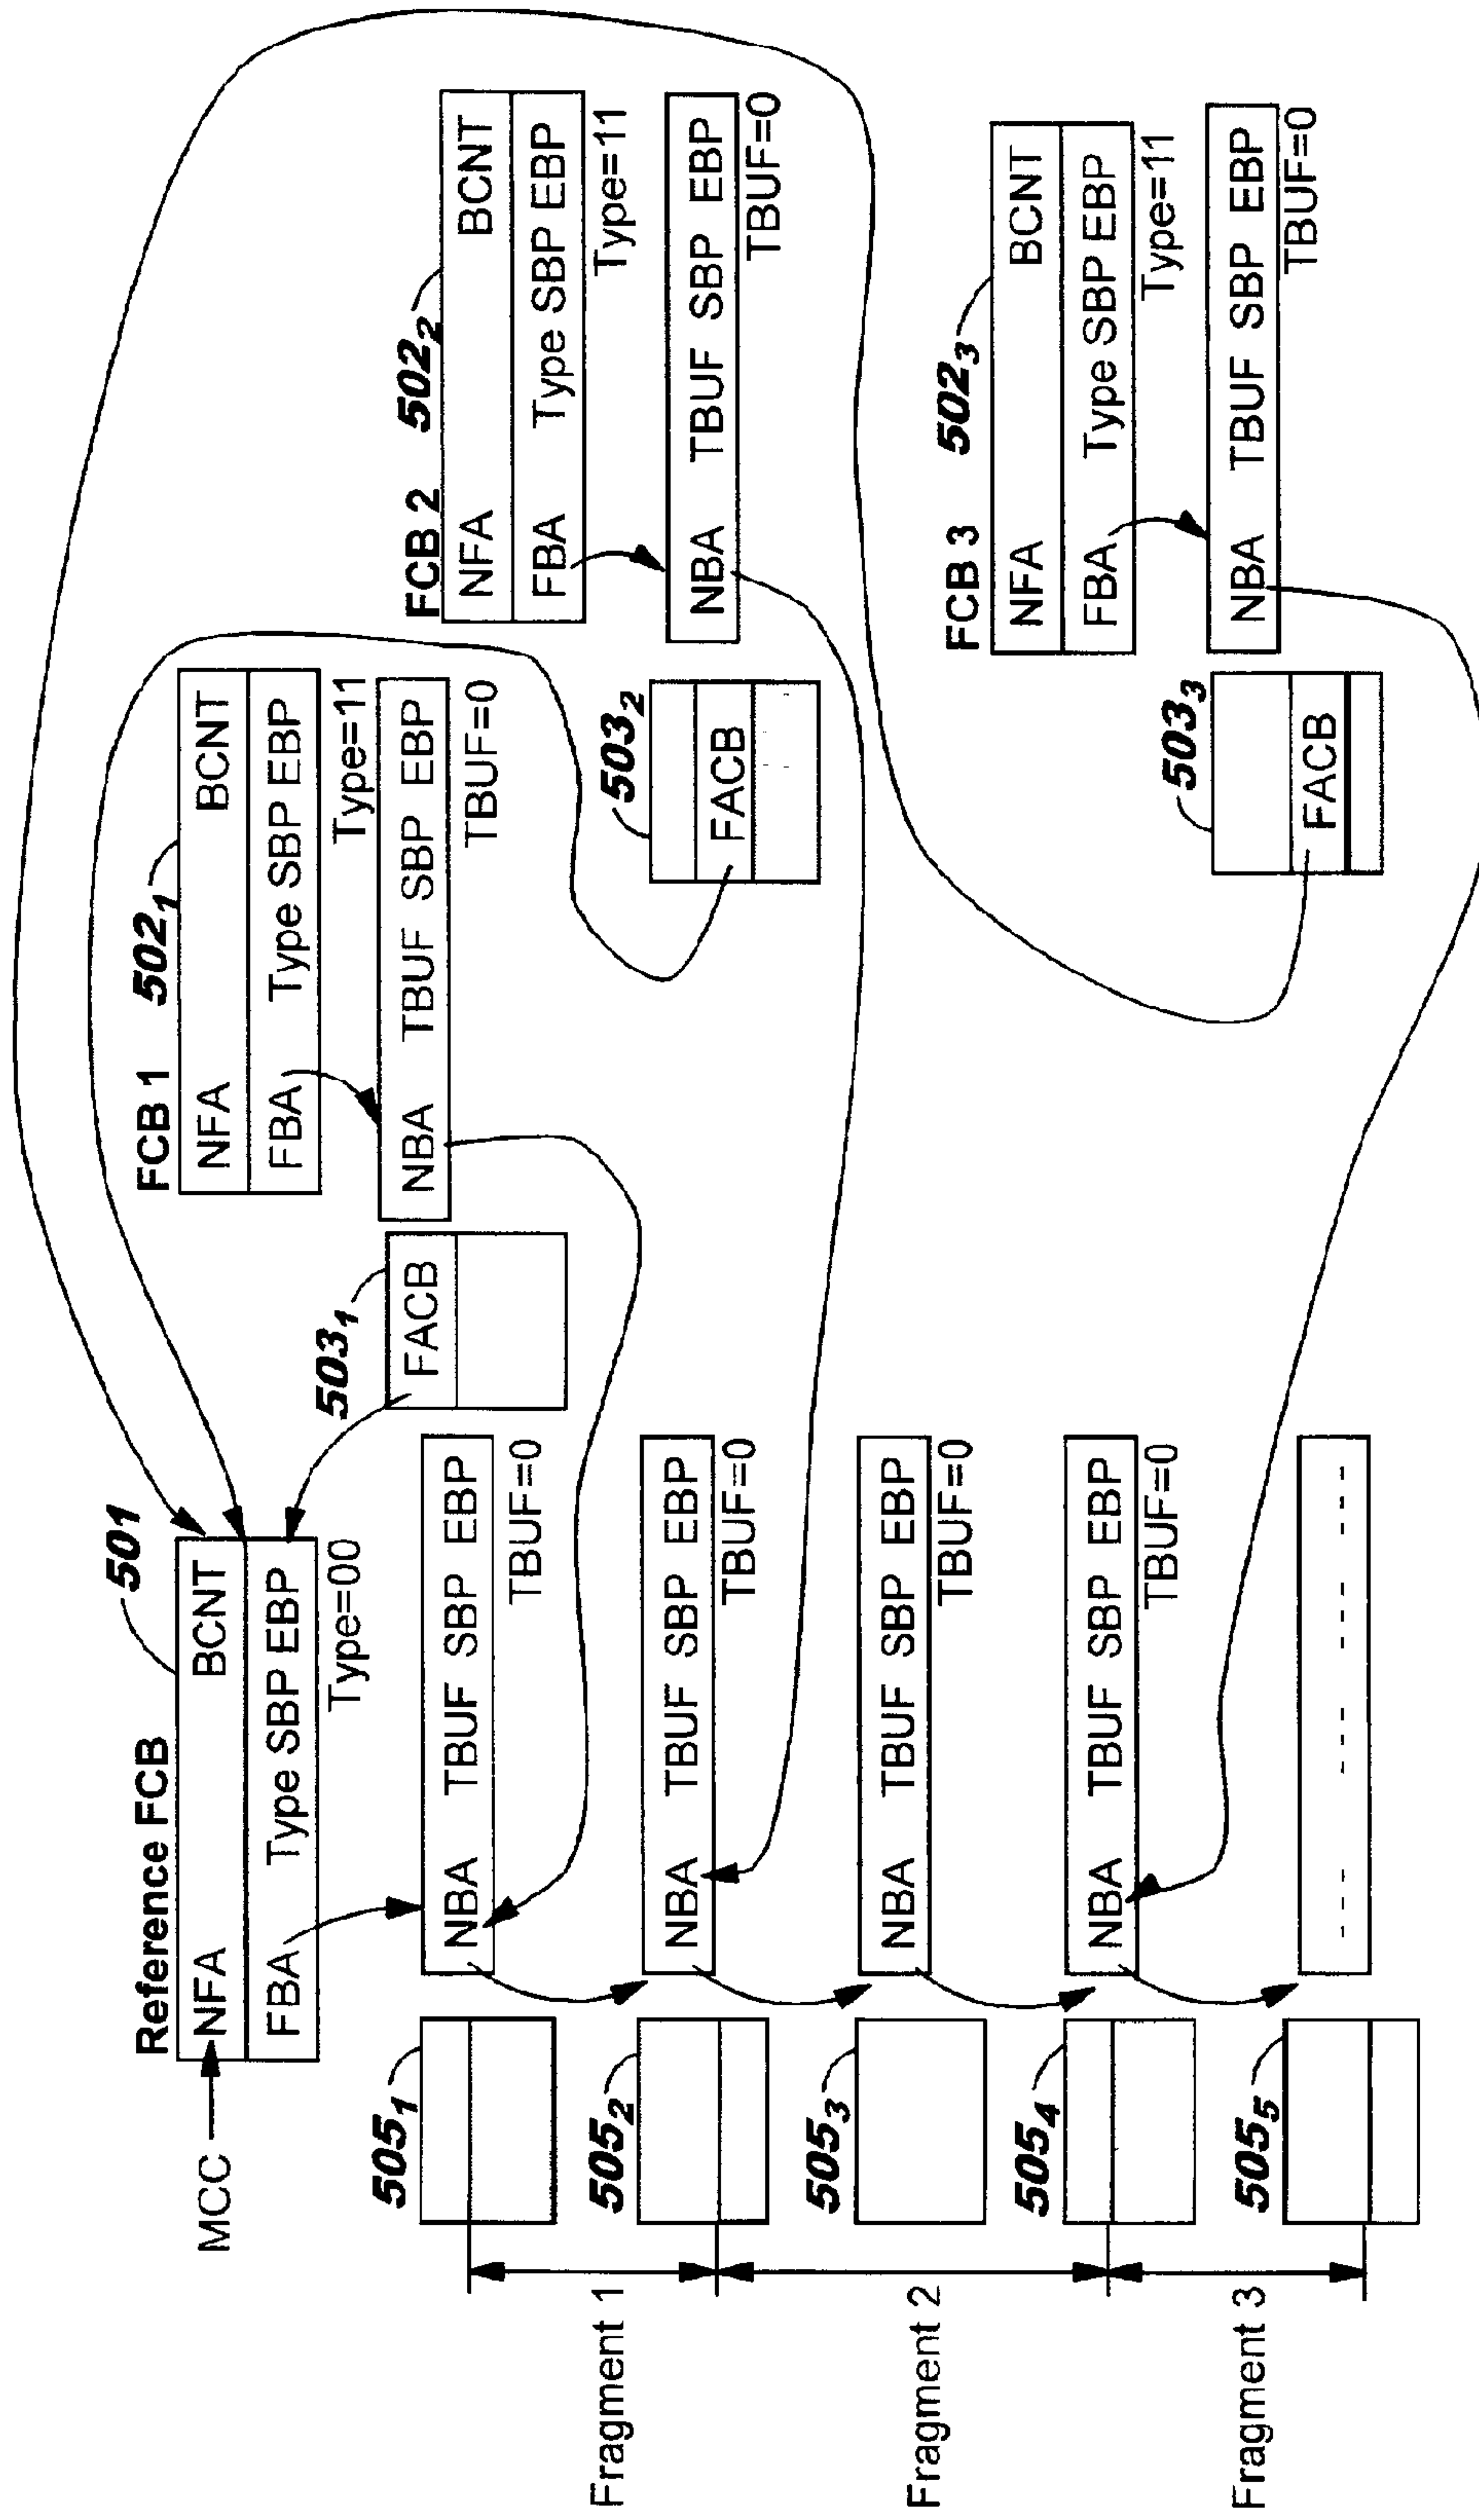 Reference FCB
501
MCC
NFA BCNT
FBA Type SBP EBP
Type=00
FCB 1 502₁
NFA BCNT
FBA Type SBP EBP
Type=11
NBA TBUF SBP EBP
TBUF=0
503₁
FACB
FCB 2 502₂
NFA BCNT
FBA Type SBP EBP
Type=11
NBA TBUF SBP EBP
TBUF=0
503₂
FACB
FCB 3 502₃
NFA BCNT
FBA Type SBP EBP
Type=11
NBA TBUF SBP EBP
TBUF=0
503₃
FACB
505₁
NBA TBUF SBP EBP
TBUF=0
Fragment 1
505₂
NBA TBUF SBP EBP
TBUF=0
505₃
NBA TBUF SBP EBP
TBUF=0
Fragment 2
505₄
NBA TBUF SBP EBP
TBUF=0
Fragment 3
505₅